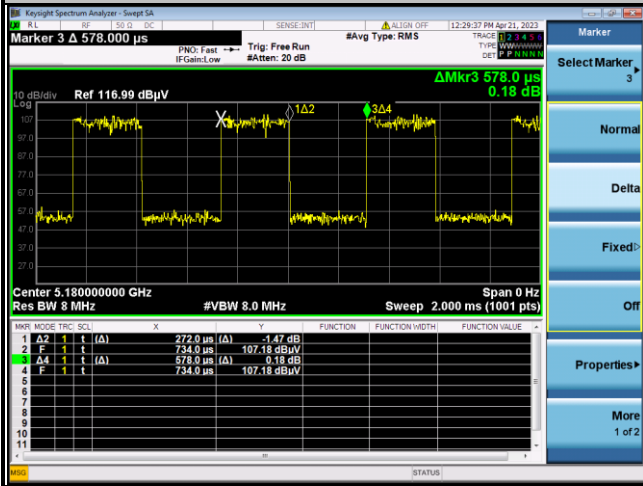 Keysight Spectrum Analyzer - Swept SA
RL RF 50 Ω DC SENSE:INT ALIGN OFF 12:29:37 PM Apr 21, 2023
Marker 3 Δ 578.000 µs
PNO: Fast
IFGain:Low
Trig: Free Run
#Atten: 20 dB
#Avg Type: RMS
TRACE 1 2 3 4 5 6
TYPE WWWWWW
DET P P N N N N
ΔMkr3 578.0 µs
0.18 dB
10 dB/div Ref 116.99 dBµV
Log
107
97.0
87.0
77.0
67.0
57.0
47.0
37.0
27.0
X
1Δ2
3Δ4
Center 5.180000000 GHz Span 0 Hz
Res BW 8 MHz #VBW 8.0 MHz Sweep 2.000 ms (1001 pts)
MKR MODE TRC SCL X Y FUNCTION FUNCTION WIDTH FUNCTION VALUE
1 Δ2 1 t (Δ) 272.0 µs (Δ) -1.47 dB
2 F 1 t 734.0 µs 107.18 dBµV
3 Δ4 1 t (Δ) 578.0 µs (Δ) 0.18 dB
4 F 1 t 734.0 µs 107.18 dBµV
5
6
7
8
9
10
11
MSG STATUS
Marker
Select Marker
3
Normal
Delta
Fixed
Off
Properties
More
1 of 2